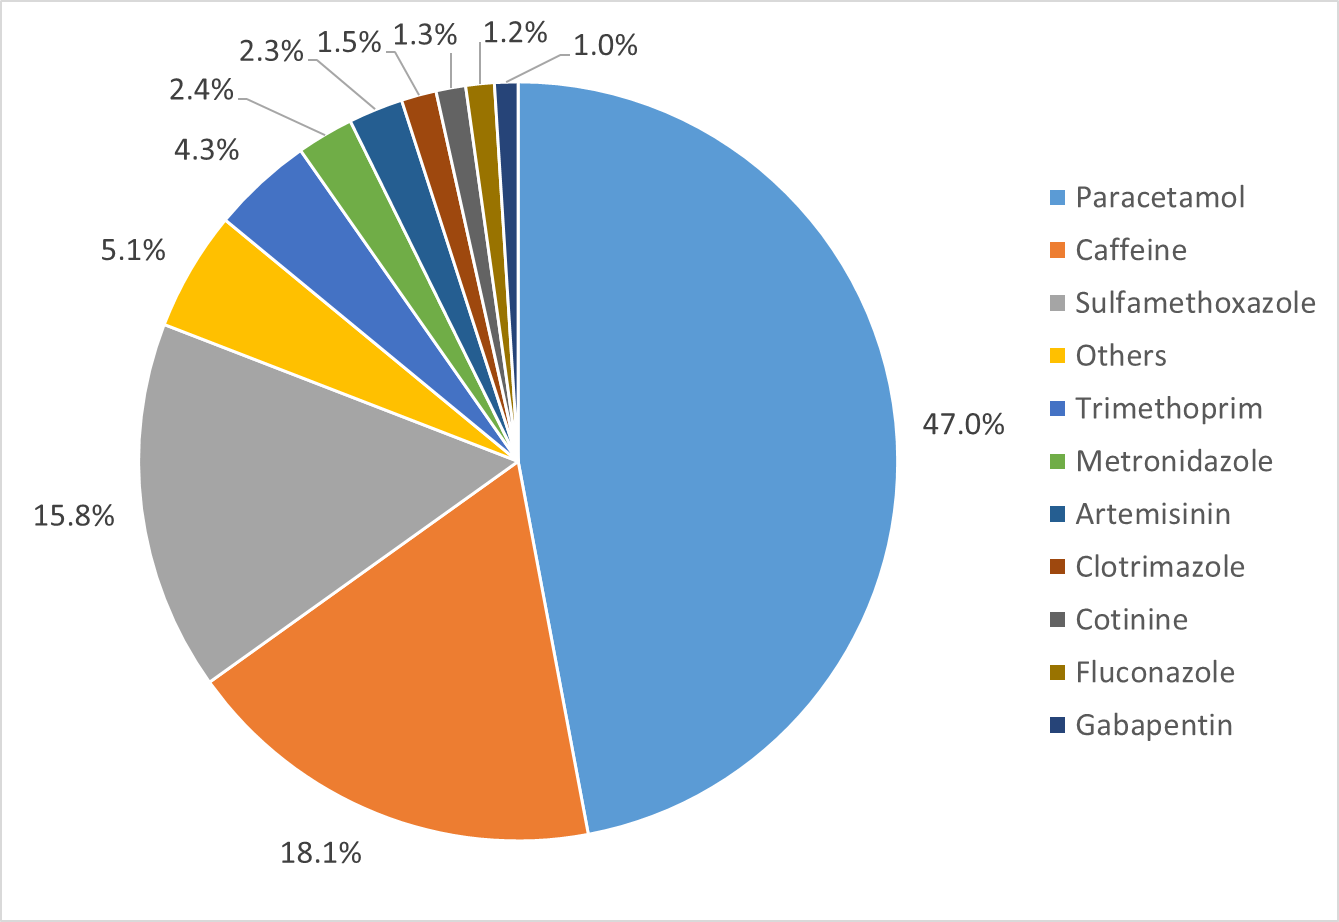 1.0%
1.2%
1.3%
1.5%
2.3%
2.4%
4.3%
5.1%
15.8%
18.1%
47.0%
Paracetamol
Caffeine
Sulfamethoxazole
Others
Trimethoprim
Metronidazole
Artemisinin
Clotrimazole
Cotinine
Fluconazole
Gabapentin